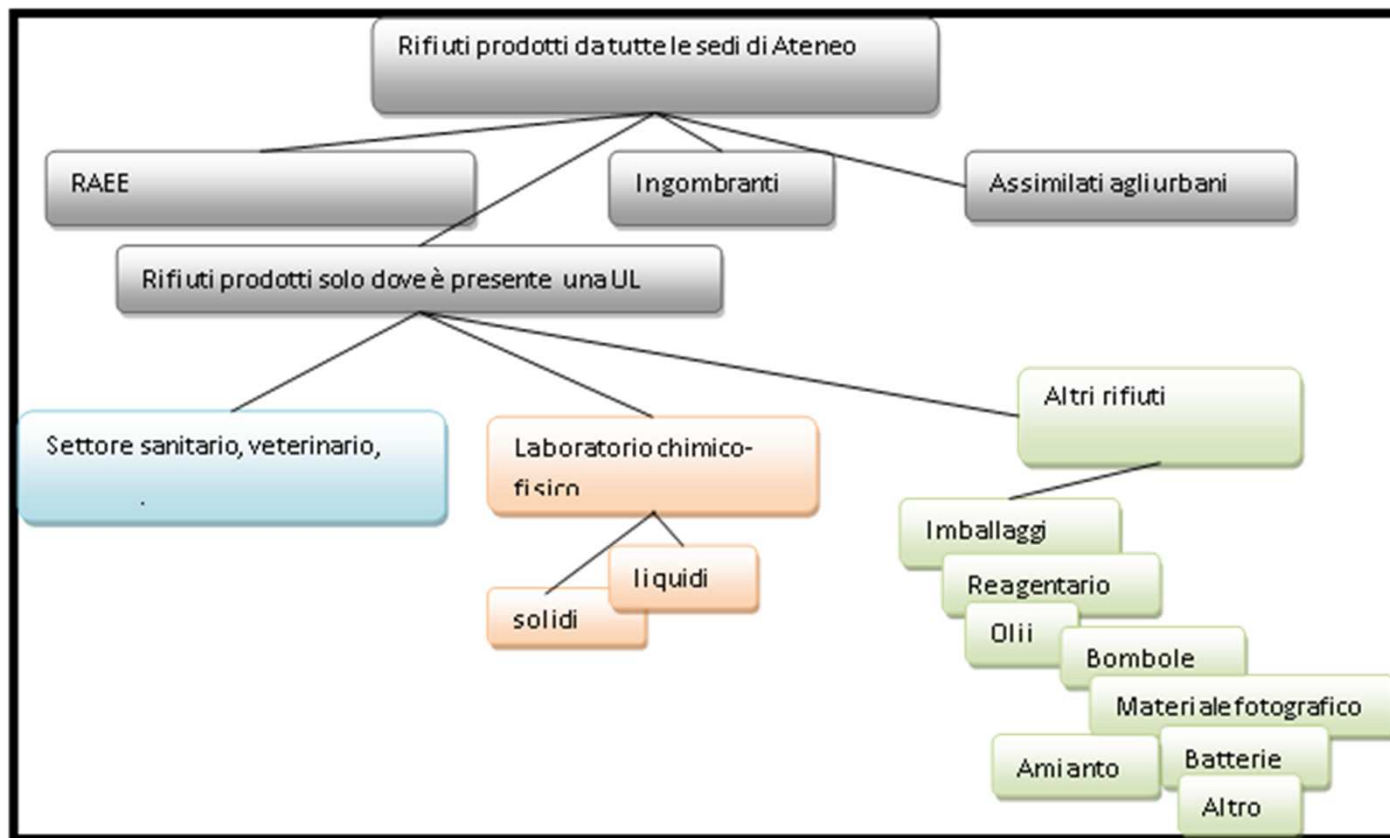 Rifiuti prodotti da tutte le sedi di Ateneo
RAEE
Ingombranti
Assimilati agli urbani
Rifiuti prodotti solo dove è presente una UL
Settore sanitario, veterinario,
Laboratorio chimico-
fisico
Altri rifiuti
liquidi
solidi
Imballaggi
Reagentario
Olii
Bombole
Materiale fotografico
Amianto
Batterie
Altro